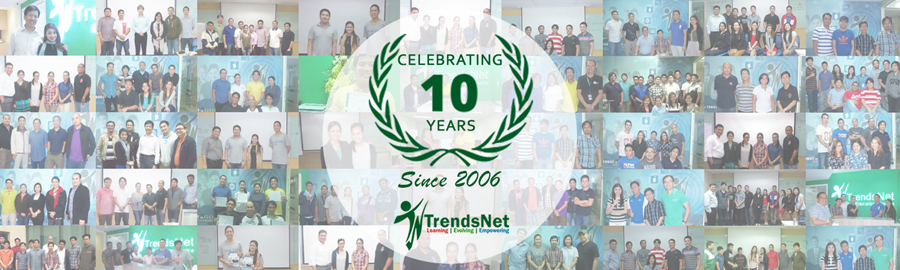 CELEBRATING
10
YEARS
Since 2006
TrendsNet
Learning | Evolving | Empowering